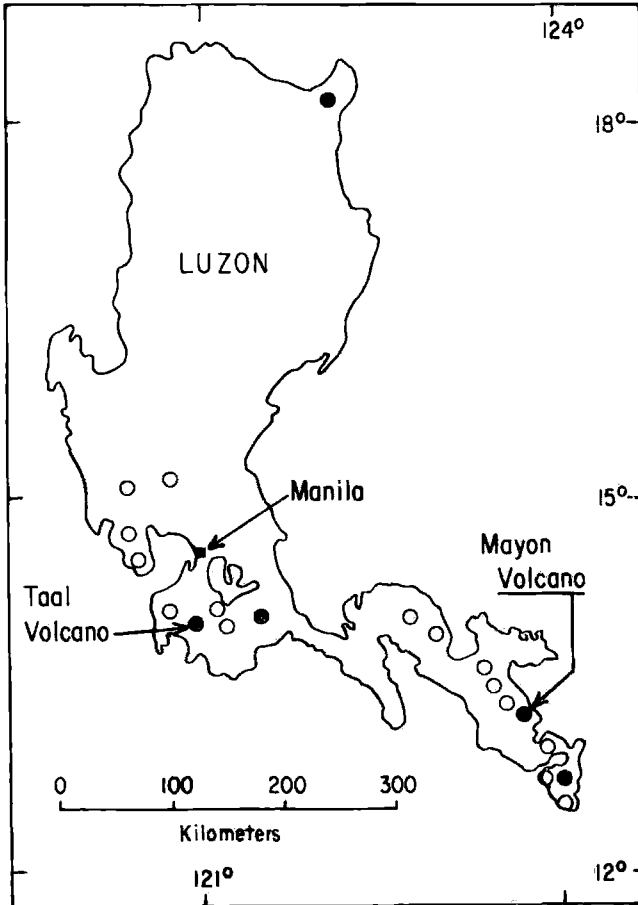 124°
18°
LUZON
Manila
15°
Mayon
Volcano
Taal
Volcano
0 100 200 300
Kilometers
121°
12°